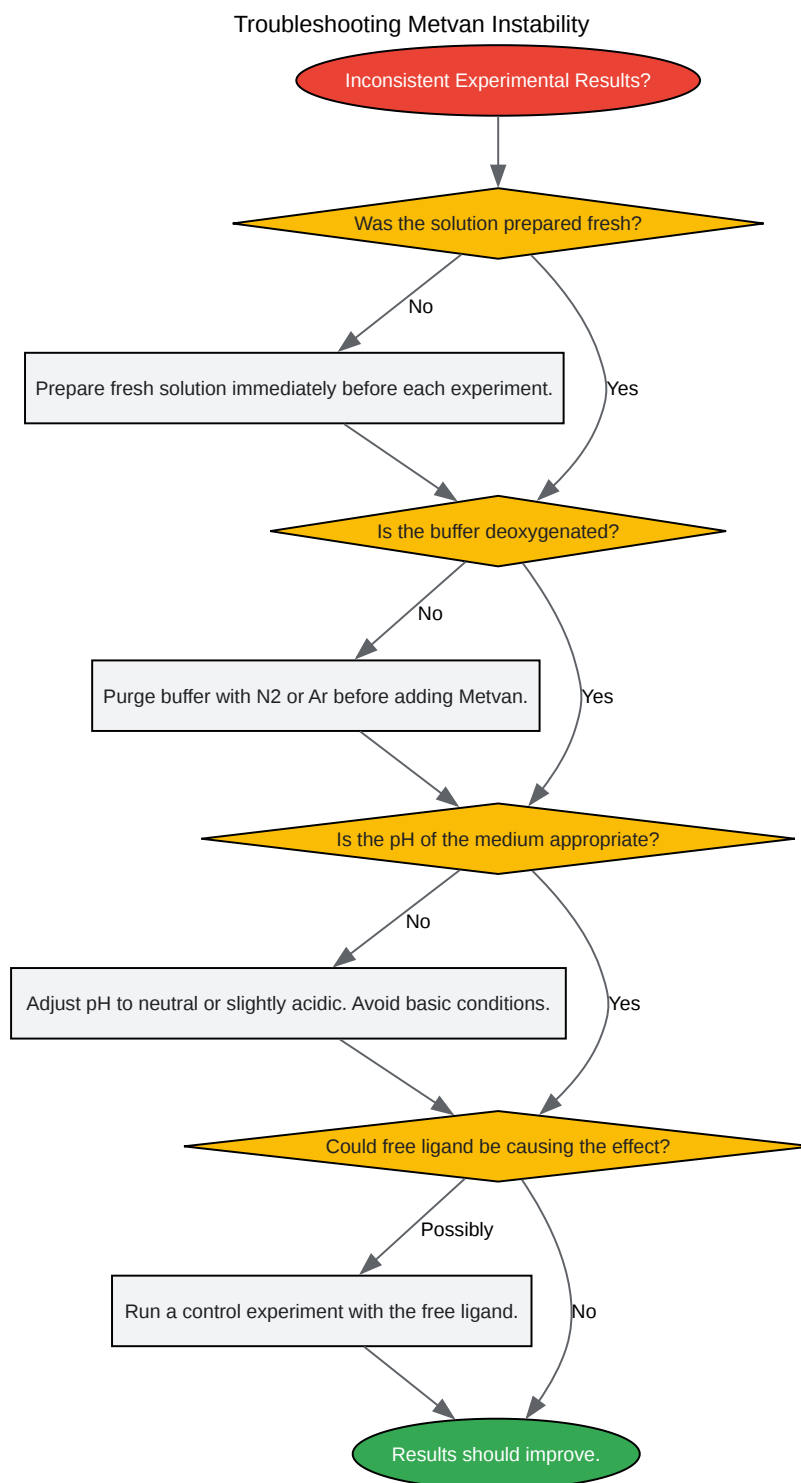 Troubleshooting Metvan Instability
Inconsistent Experimental Results?
Was the solution prepared fresh?
No
Prepare fresh solution immediately before each experiment.
Yes
Is the buffer deoxygenated?
No
Purge buffer with N2 or Ar before adding Metvan.
Yes
Is the pH of the medium appropriate?
No
Adjust pH to neutral or slightly acidic. Avoid basic conditions.
Yes
Could free ligand be causing the effect?
Possibly
Run a control experiment with the free ligand.
No
Results should improve.